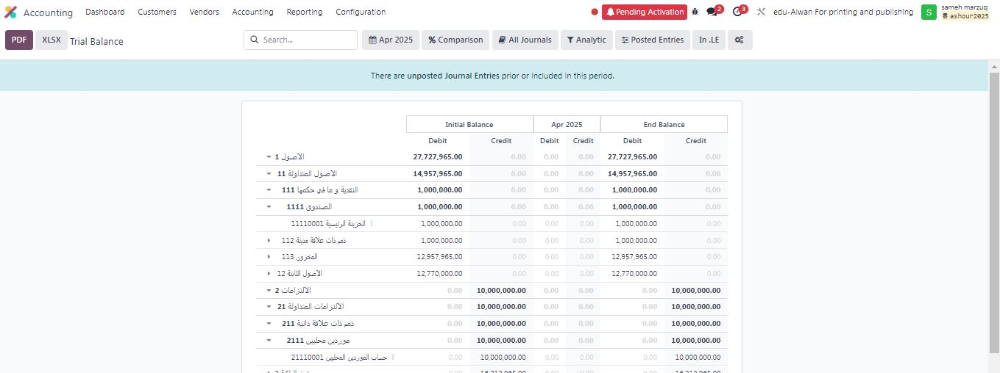 Accounting Dashboard Customers Vendors Accounting Reporting Configuration Pending Activation 2 3 edu-Alwan For printing and publishing S sameh marzuq
ashour2025
PDF XLSX Trial Balance Search... Apr 2025 Comparison All Journals Analytic Posted Entries In .LE
There are unposted Journal Entries prior or included in this period.
Initial Balance Apr 2025 End Balance
Debit Credit Debit Credit Debit Credit
1 الاصول 27,727,965.00 0.00 0.00 0.00 27,727,965.00 0.00
11 الاصول المتداولة 14,957,965.00 0.00 0.00 0.00 14,957,965.00 0.00
111 النقدية و ما في حكمها 1,000,000.00 0.00 0.00 0.00 1,000,000.00 0.00
1111 الصندوق 1,000,000.00 0.00 0.00 0.00 1,000,000.00 0.00
11110001 الخزينة الرئيسية 1,000,000.00 0.00 0.00 0.00 1,000,000.00 0.00
112 ذمم ذات علاقة مدينة 1,000,000.00 0.00 0.00 0.00 1,000,000.00 0.00
113 المخزون 12,957,965.00 0.00 0.00 0.00 12,957,965.00 0.00
12 الاصول الثابتة 12,770,000.00 0.00 0.00 0.00 12,770,000.00 0.00
2 الالتزامات 0.00 10,000,000.00 0.00 0.00 0.00 10,000,000.00
21 الالتزامات المتداولة 0.00 10,000,000.00 0.00 0.00 0.00 10,000,000.00
211 ذمم ذات علاقة دائنة 0.00 10,000,000.00 0.00 0.00 0.00 10,000,000.00
2111 موردين محليين 0.00 10,000,000.00 0.00 0.00 0.00 10,000,000.00
21110001 حساب الموردين المحليين 0.00 10,000,000.00 0.00 0.00 0.00 10,000,000.00